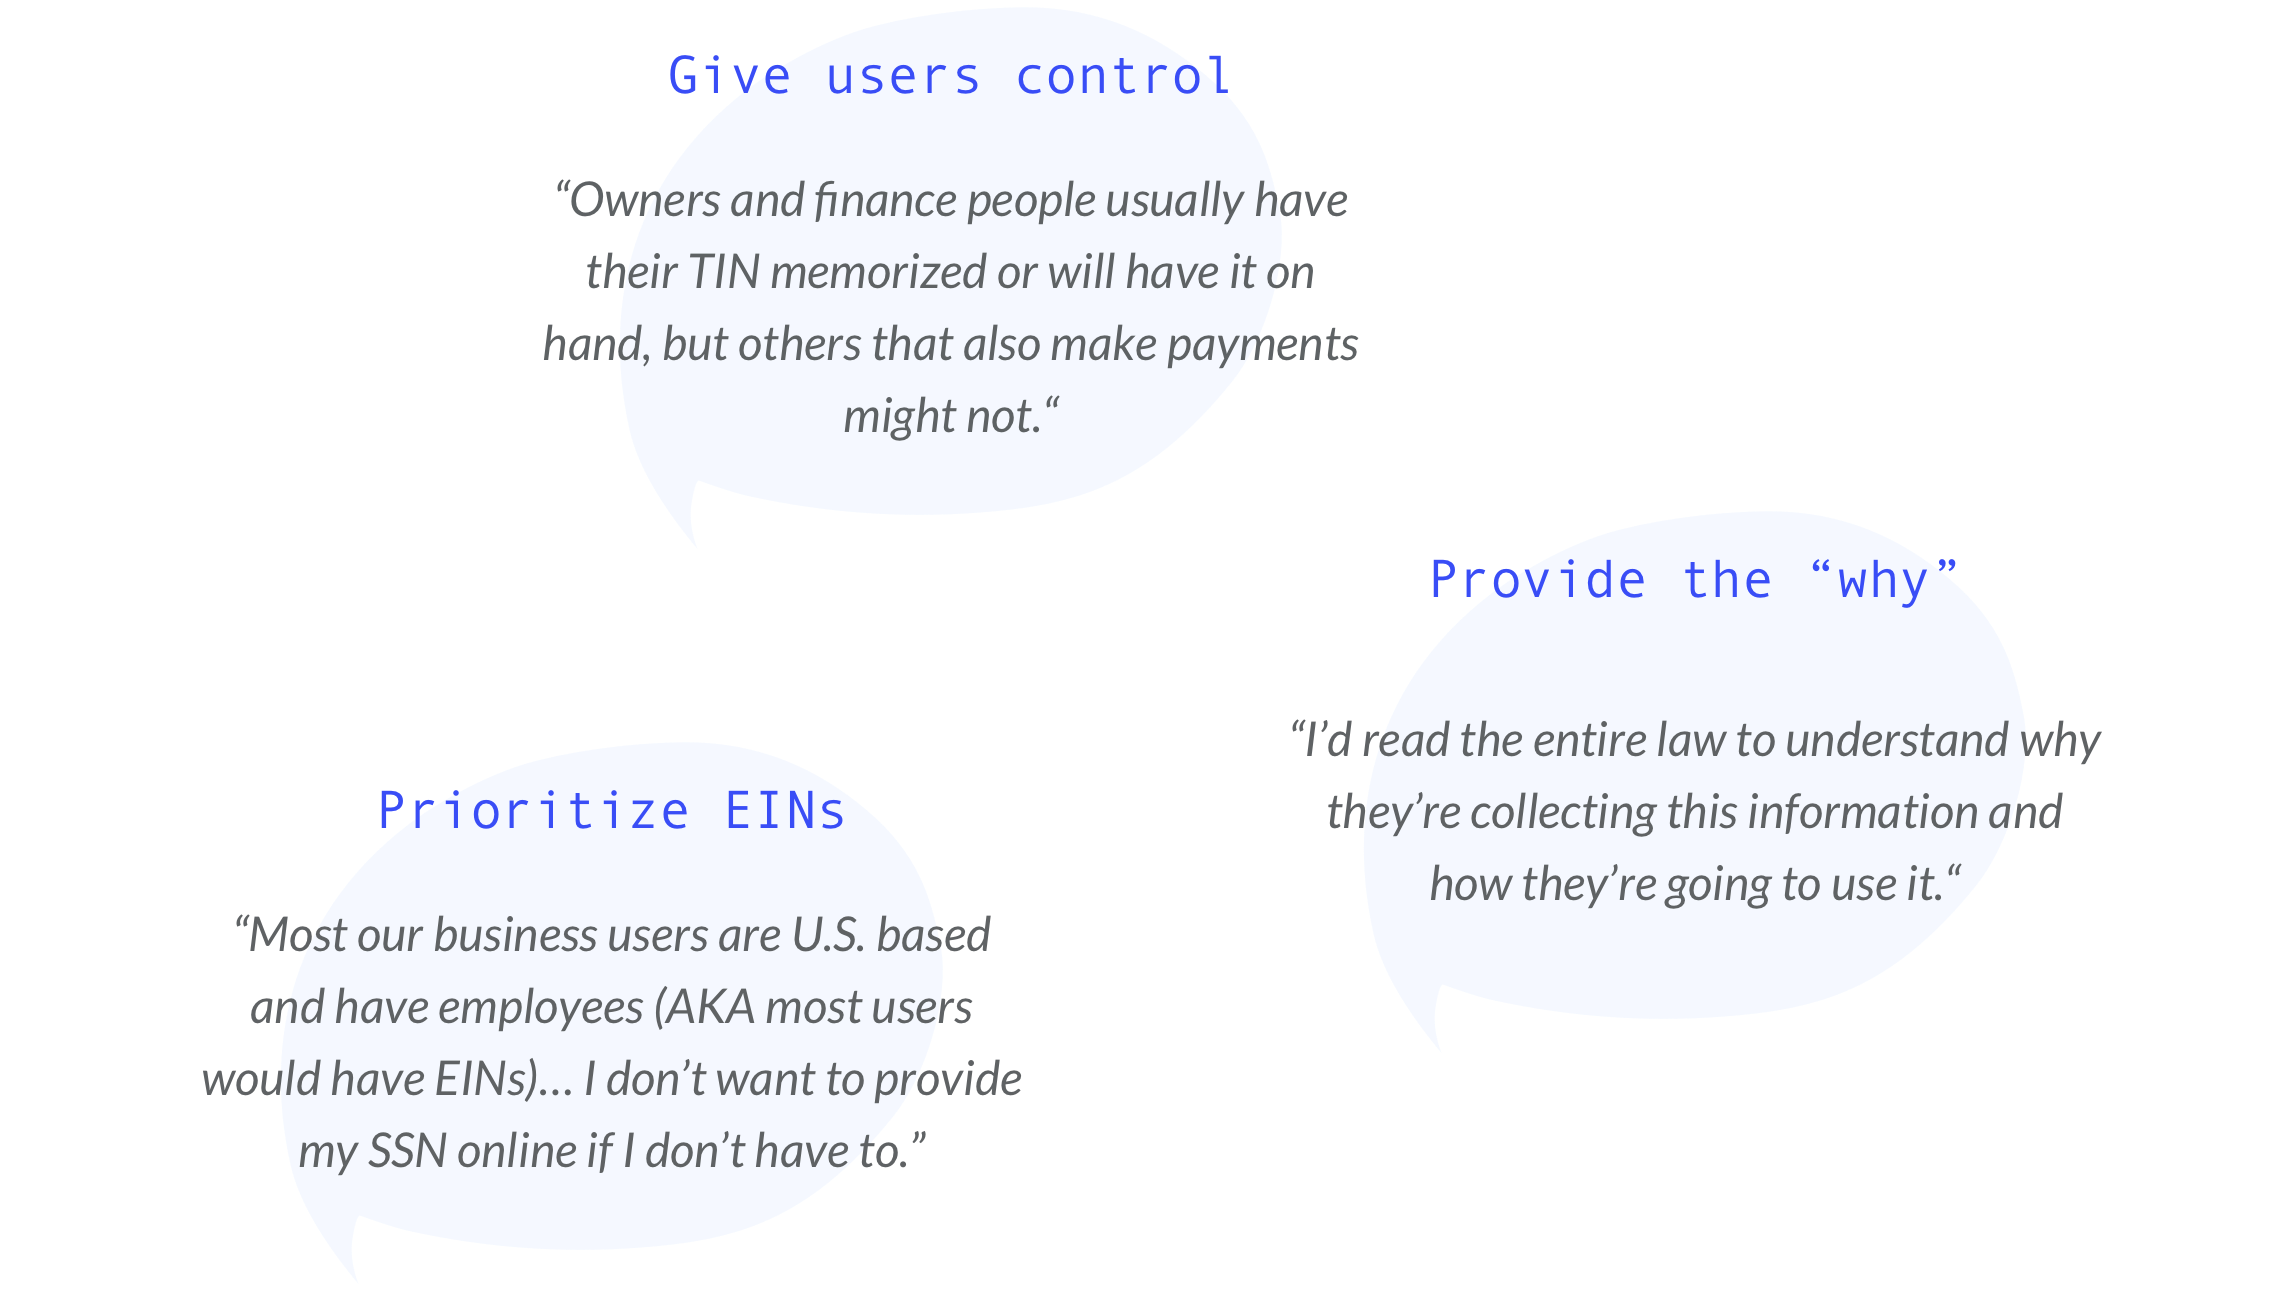 Give users control
“Owners and finance people usually have
their TIN memorized or will have it on
hand, but others that also make payments
might not.“
Provide the “why”
“I’d read the entire law to understand why
they’re collecting this information and
how they’re going to use it.“
Prioritize EINs
“Most our business users are U.S. based
and have employees (AKA most users
would have EINs)... I don’t want to provide
my SSN online if I don’t have to.”